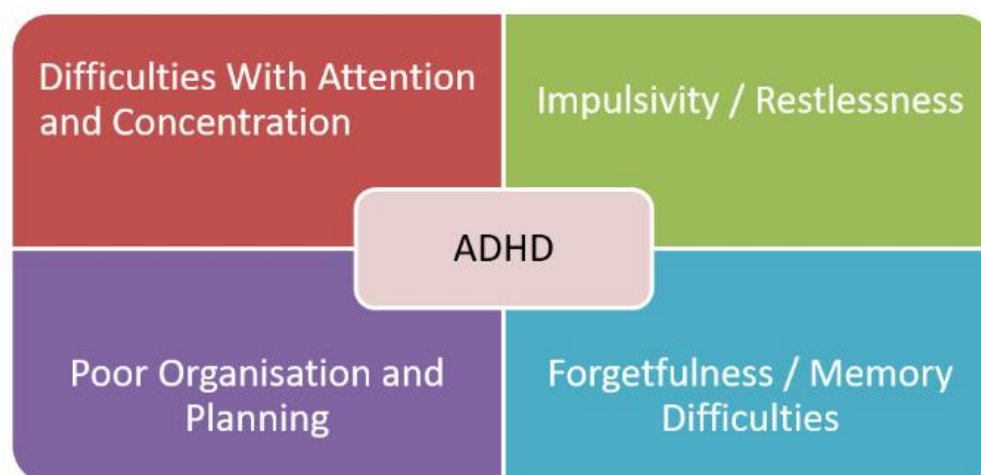 Difficulties With Attention
and Concentration
Impulsivity / Restlessness
ADHD
Poor Organisation and
Planning
Forgetfulness / Memory
Difficulties